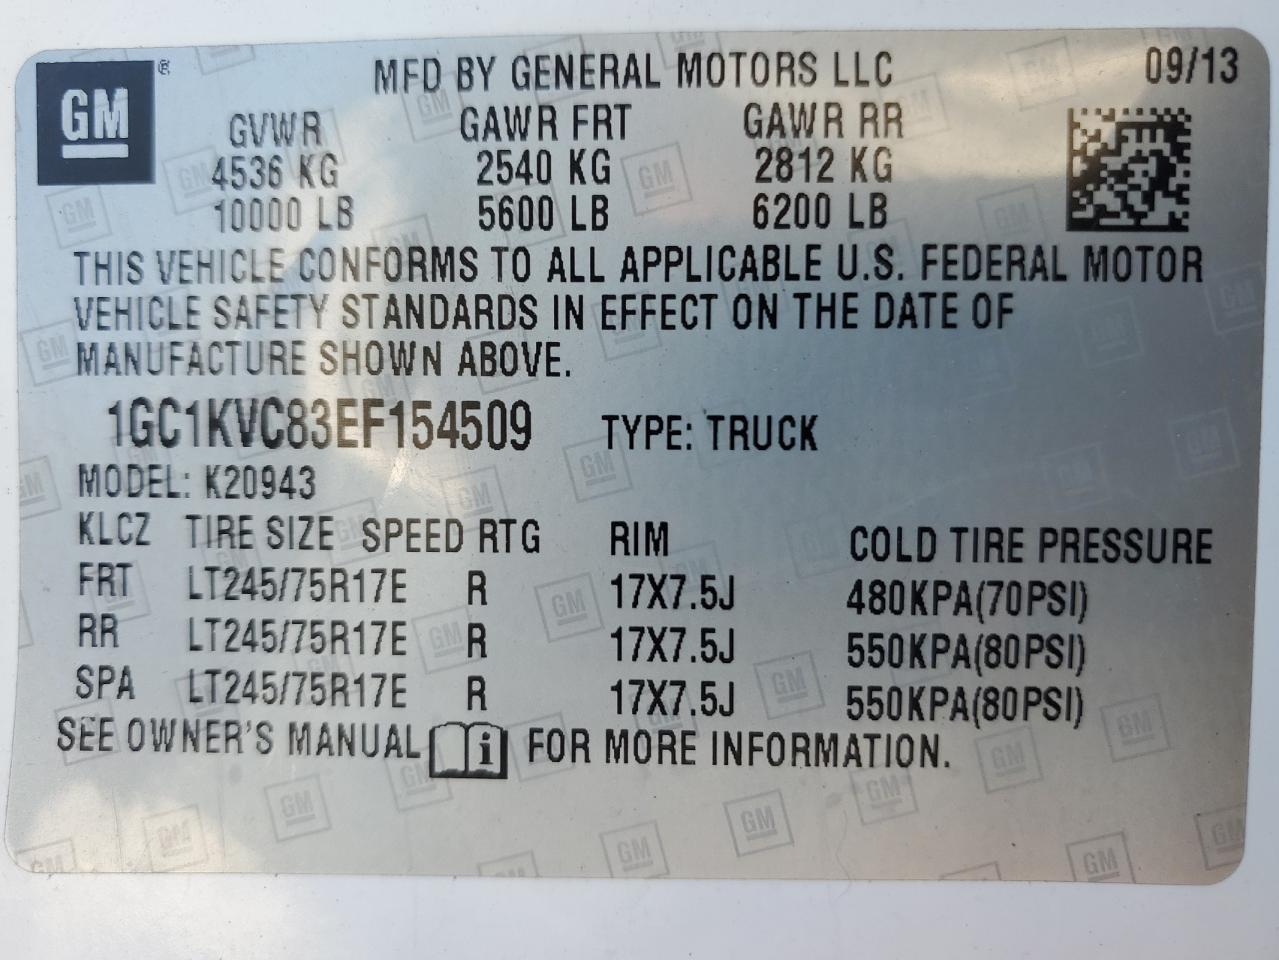 GM ®
MFD BY GENERAL MOTORS LLC 09/13
GVWR GAWR FRT GAWR RR
4536 KG 2540 KG 2812 KG
10000 LB 5600 LB 6200 LB
THIS VEHICLE CONFORMS TO ALL APPLICABLE U.S. FEDERAL MOTOR
VEHICLE SAFETY STANDARDS IN EFFECT ON THE DATE OF
MANUFACTURE SHOWN ABOVE.
1GC1KVC83EF154509 TYPE: TRUCK
MODEL: K20943
KLCZ TIRE SIZE SPEED RTG RIM COLD TIRE PRESSURE
FRT LT245/75R17E R 17X7.5J 480KPA(70PSI)
RR LT245/75R17E R 17X7.5J 550KPA(80PSI)
SPA LT245/75R17E R 17X7.5J 550KPA(80PSI)
SEE OWNER'S MANUAL i FOR MORE INFORMATION.